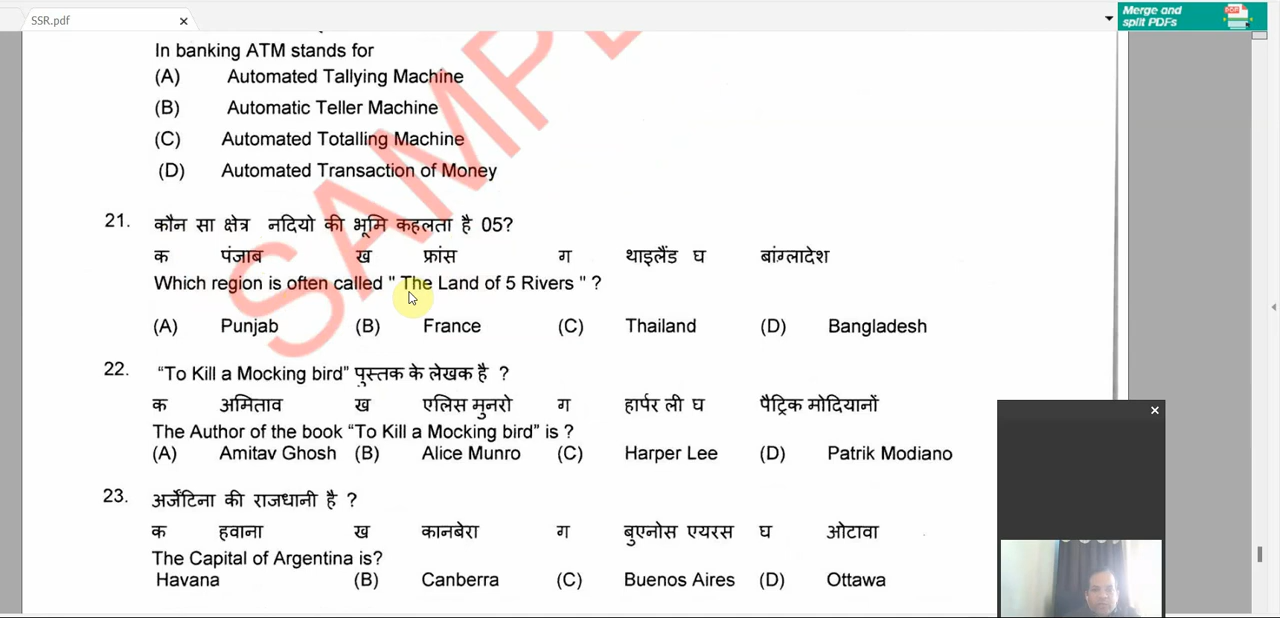 SSR.pdf
Merge and
split PDFs
In banking ATM stands for
(A) Automated Tallying Machine
(B) Automatic Teller Machine
(C) Automated Totalling Machine
(D) Automated Transaction of Money
SAMPLE
21. कौन सा क्षेत्र नदियो की भूमि कहलता है 05?
क पंजाब ख फ्रांस ग थाइलैंड घ बांग्लादेश
Which region is often called " The Land of 5 Rivers " ?
(A) Punjab (B) France (C) Thailand (D) Bangladesh
22. “To Kill a Mocking bird” पुस्तक के लेखक है ?
क अमिताव ख एलिस मुनरो ग हार्पर ली घ पैट्रिक मोदियानों
The Author of the book “To Kill a Mocking bird” is ?
(A) Amitav Ghosh (B) Alice Munro (C) Harper Lee (D) Patrik Modiano
23. अर्जेंटिना की राजधानी है ?
क हवाना ख कानबेरा ग बुएनोस एयरस घ ओटावा
The Capital of Argentina is?
Havana (B) Canberra (C) Buenos Aires (D) Ottawa